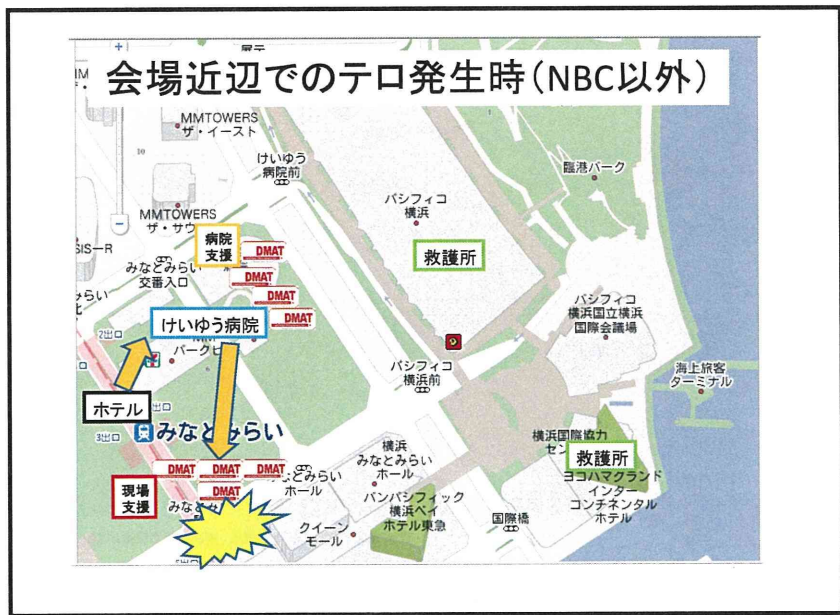 会場近辺でのテロ発生時(NBC以外)
MMTOWERS
ザ・イースト
けいゆう
病院前
臨港パーク
パシフィコ
横浜
MMTOWERS
ザ・サウ
病院
支援
DMAT
DMAT
DMAT
DMAT
みなとみらい
交番入口
救護所
けいゆう病院
パークビ
パシフィコ
横浜国立横浜
国際会議場
パシフィコ
横浜前
海上旅客
ターミナル
2出口
ホテル
3出口
みなとみらい
横浜
みなとみらい
ホール
横浜国際協力
セン
救護所
現場
支援
DMAT
DMAT
DMAT
DMAT
みなとみらい
ホール
ヨコハマグランド
インター
コンチネンタル
ホテル
パンパシフィック
横浜ベイ
ホテル東急
クイーン
モール
国際橋